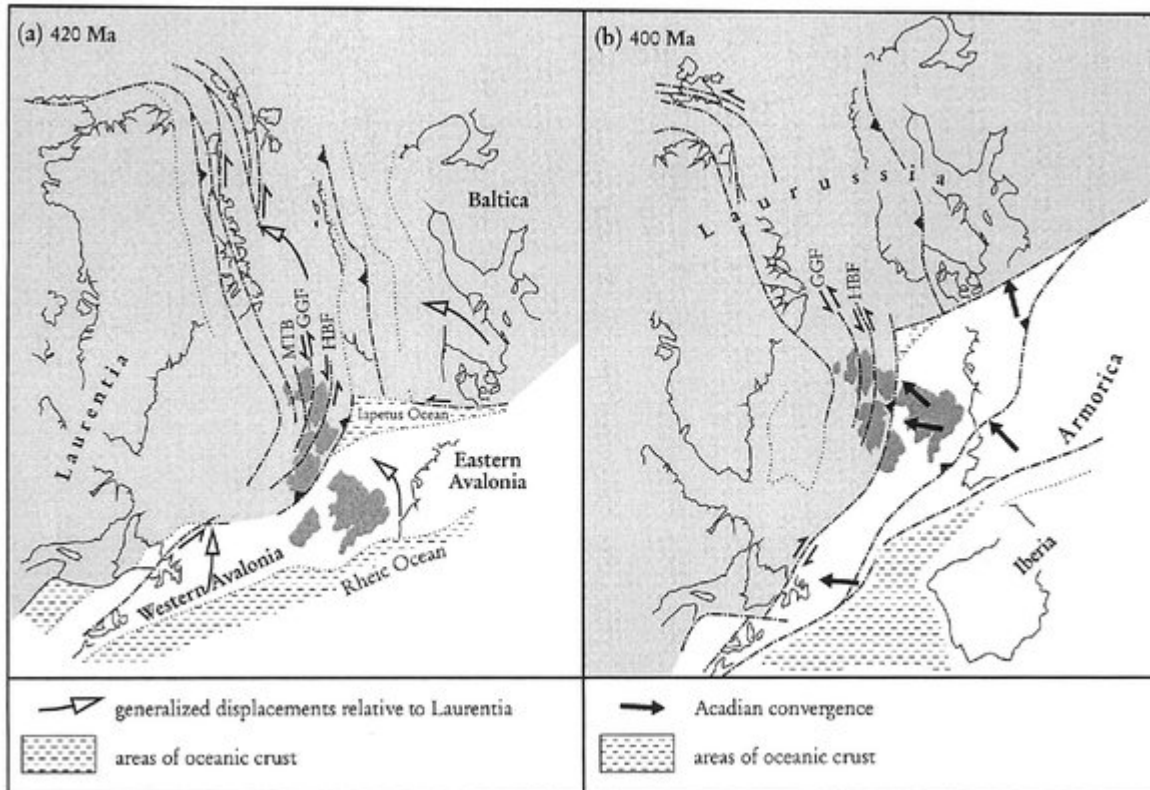 (a) 420 Ma
Baltica
MTB
GGF
HBF
Laurentia
Iapetus Ocean
Eastern
Avalonia
Western Avalonia
Rheic Ocean
generalized displacements relative to Laurentia
areas of oceanic crust
(b) 400 Ma
Laurussia
GGF
HBF
Armorica
Iberia
Acadian convergence
areas of oceanic crust